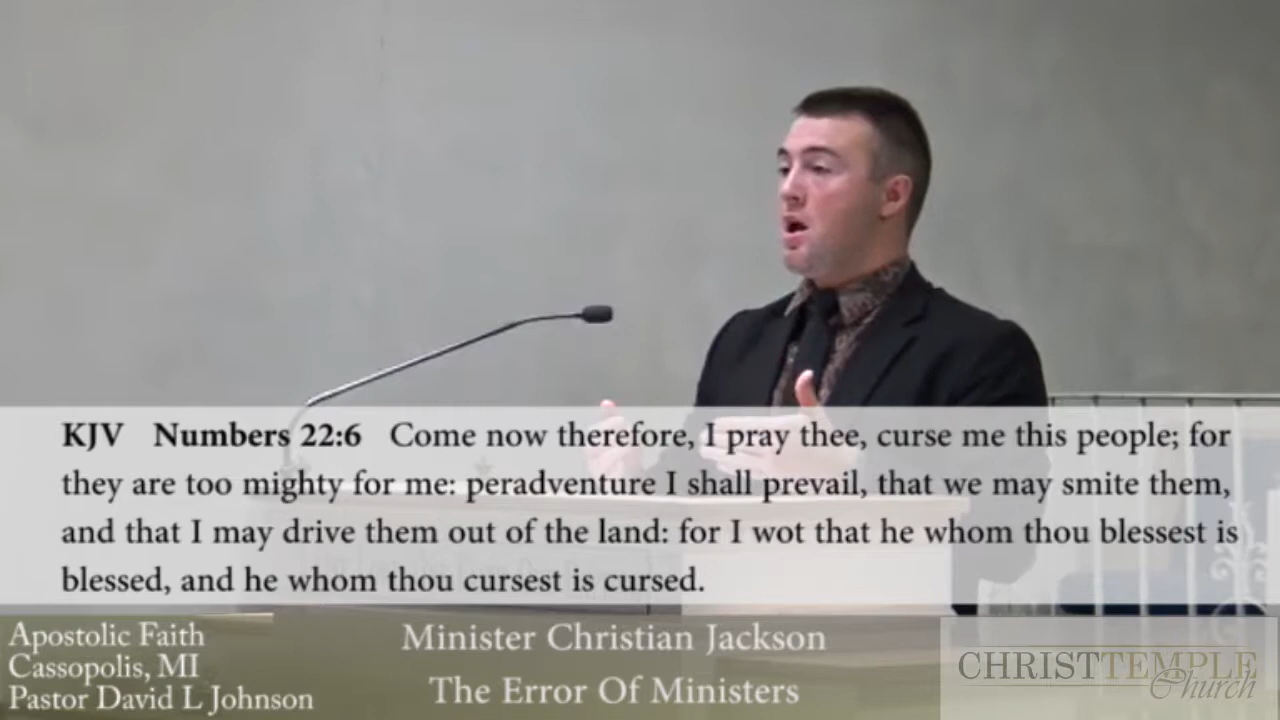 KJV Numbers 22:6 Come now therefore, I pray thee, curse me this people; for
they are too mighty for me: peradventure I shall prevail, that we may smite them,
and that I may drive them out of the land: for I wot that he whom thou blessest is
blessed, and he whom thou cursest is cursed.
Apostolic Faith
Cassopolis, MI
Pastor David L Johnson
Minister Christian Jackson
The Error Of Ministers
CHRISTTEMPLE
Church